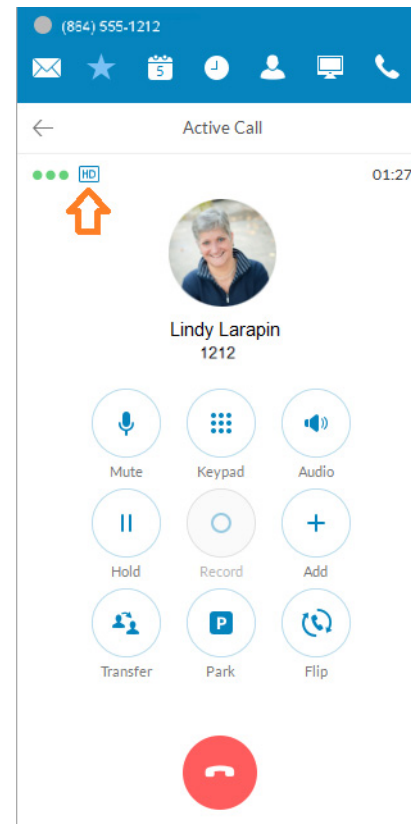 (864) 555-1212
5
Active Call
HD
01:27
Lindy Larapin
1212
Mute Keypad Audio
Hold Record Add
P
Transfer Park Flip